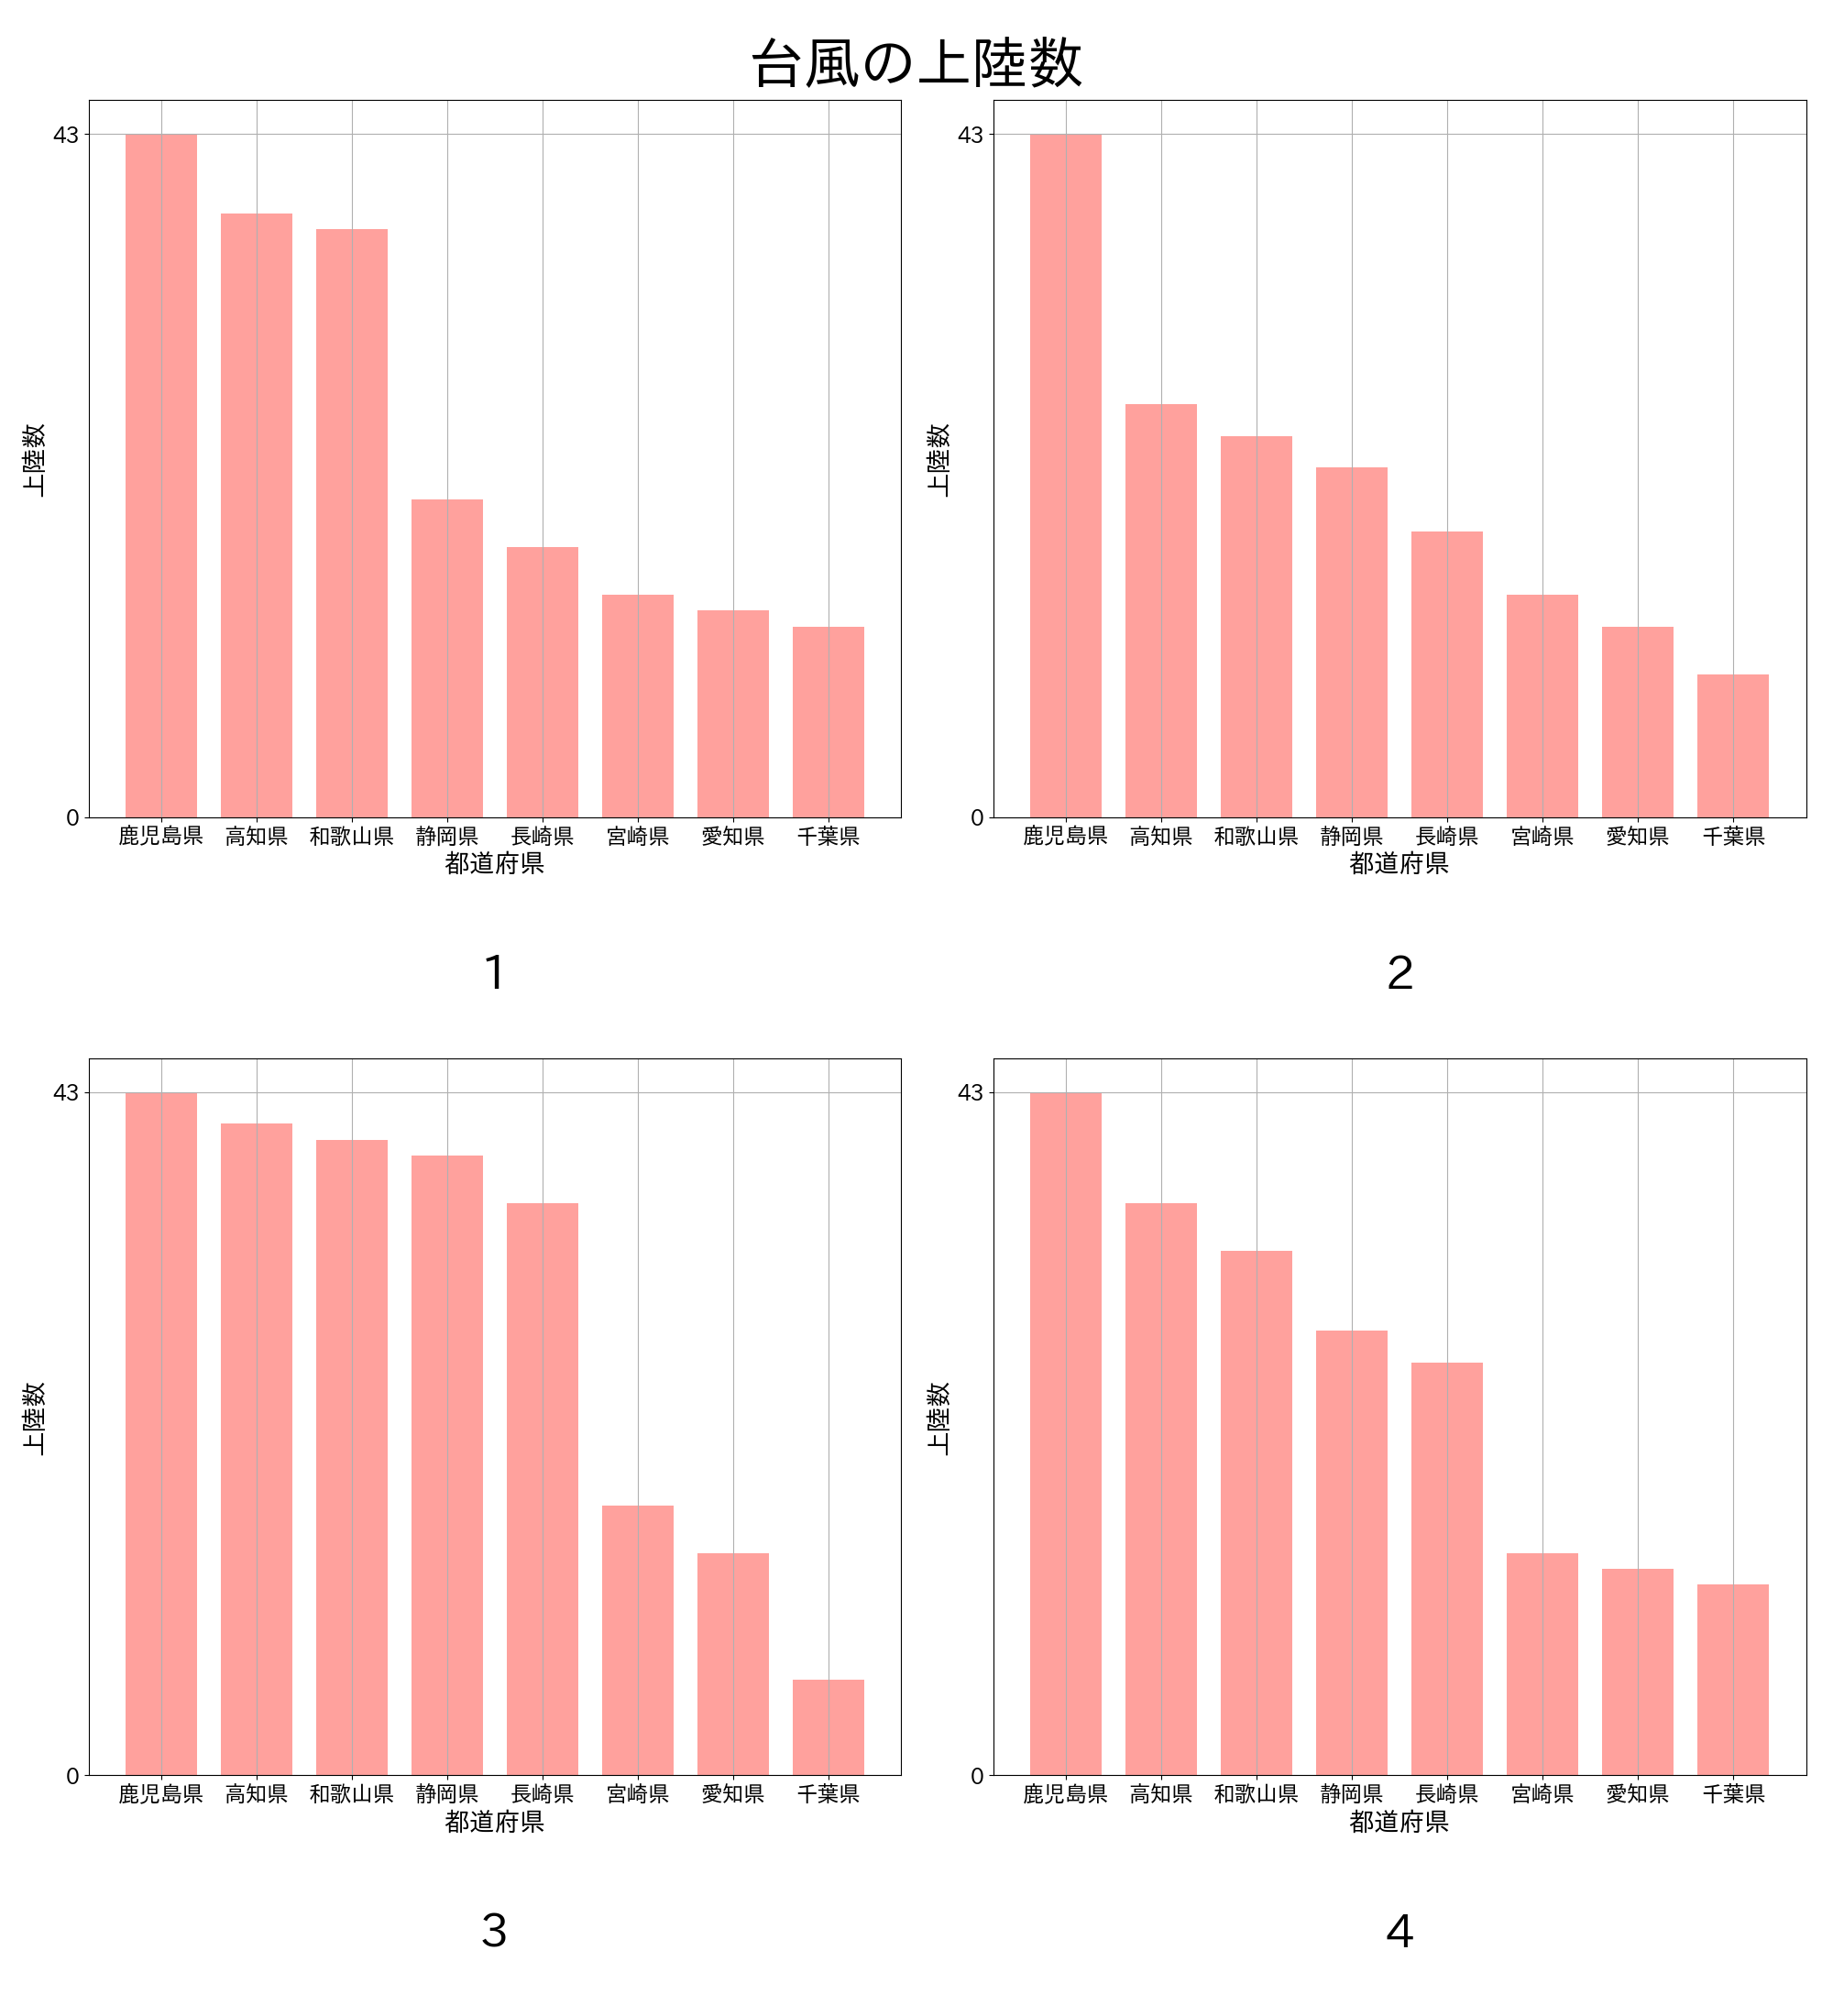 台風の上陸数
43
0
上陸数
鹿児島県 高知県 和歌山県 静岡県 長崎県 宮崎県 愛知県 千葉県
都道府県
1
43
0
上陸数
鹿児島県 高知県 和歌山県 静岡県 長崎県 宮崎県 愛知県 千葉県
都道府県
2
43
0
上陸数
鹿児島県 高知県 和歌山県 静岡県 長崎県 宮崎県 愛知県 千葉県
都道府県
3
43
0
上陸数
鹿児島県 高知県 和歌山県 静岡県 長崎県 宮崎県 愛知県 千葉県
都道府県
4